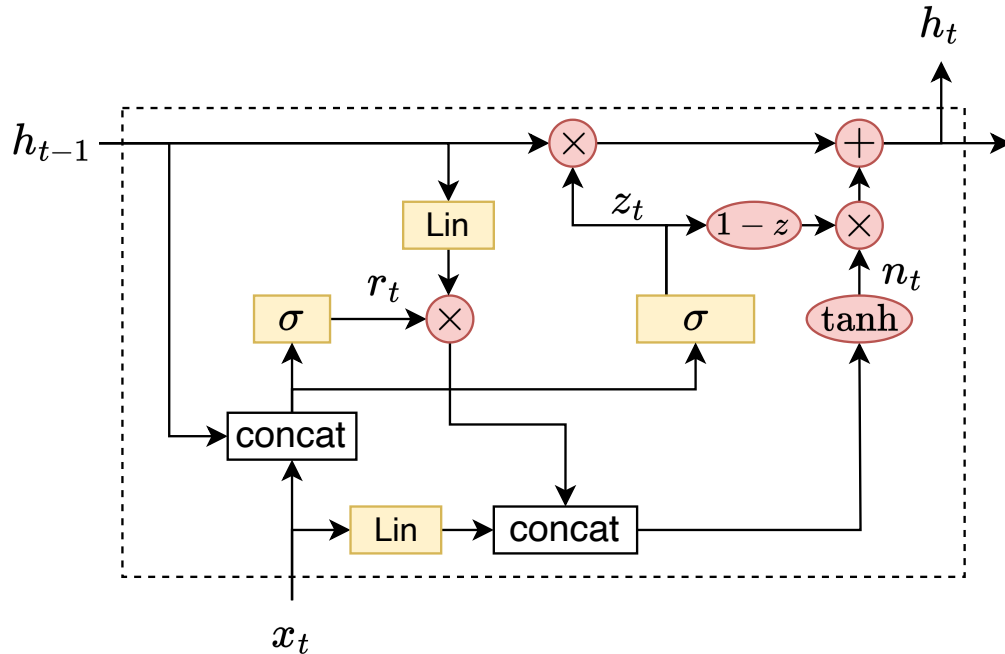 h_t
h_{t-1}
×
+
z_t
1 − z
×
Lin
r_t
n_t
σ
×
σ
tanh
concat
Lin
concat
x_t